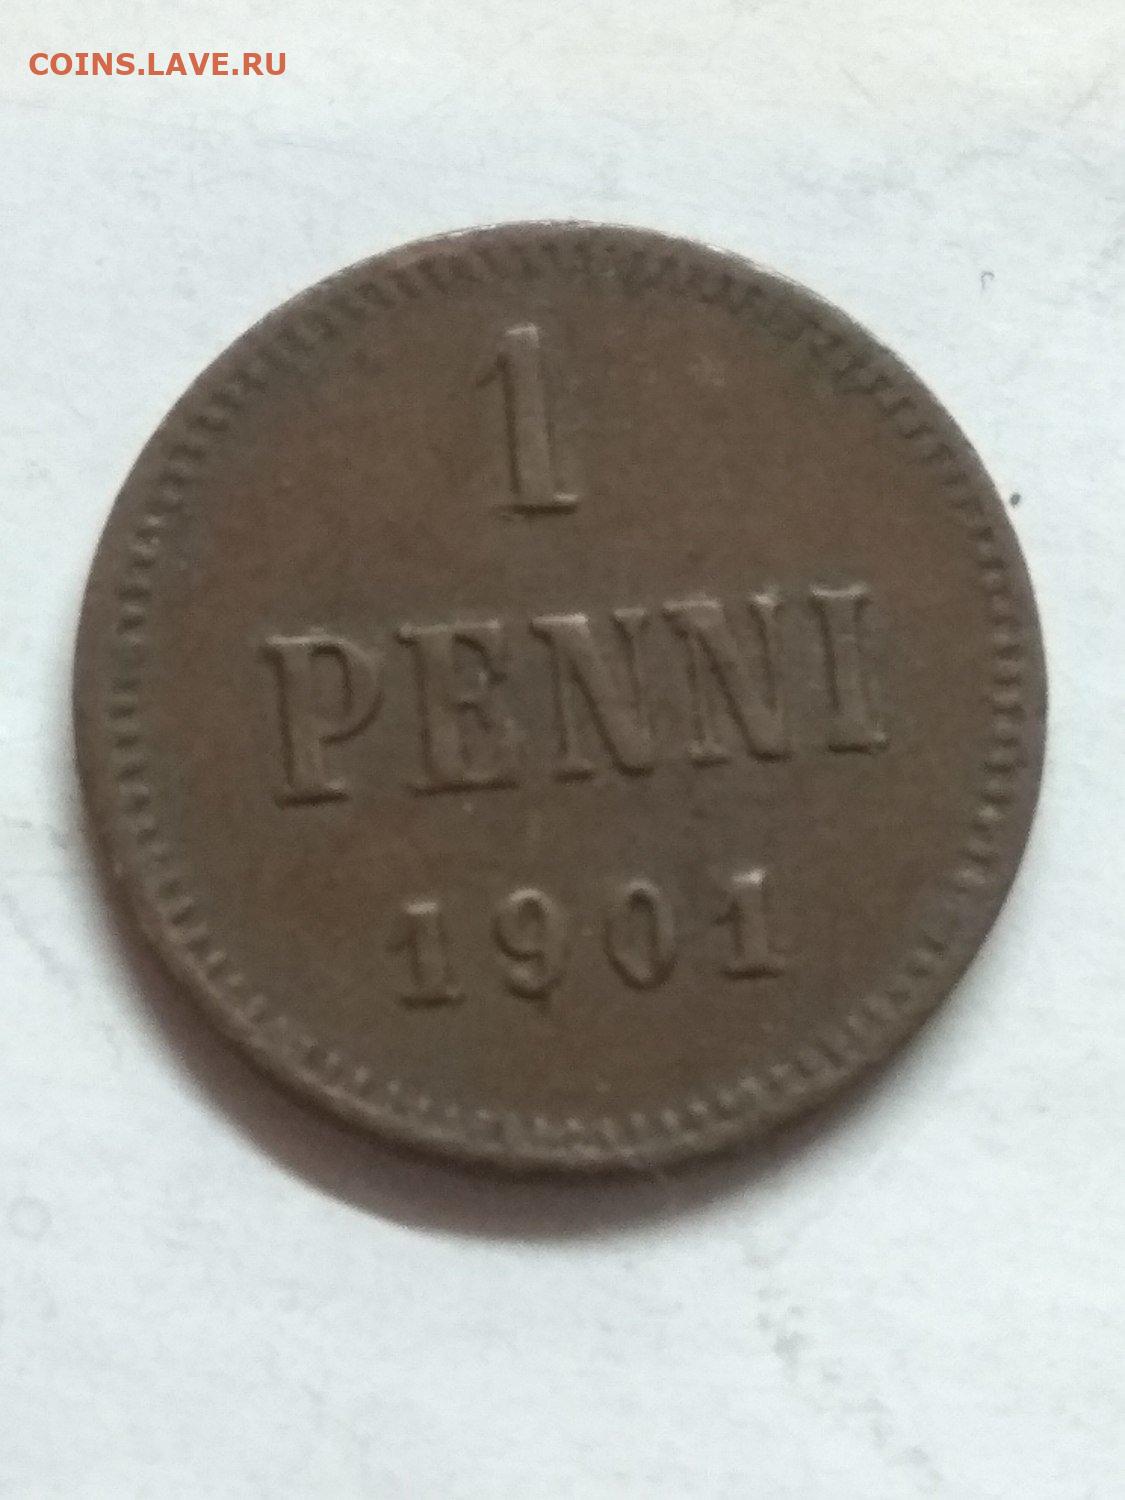 COINS.LAVE.RU
1
PENNI
1901